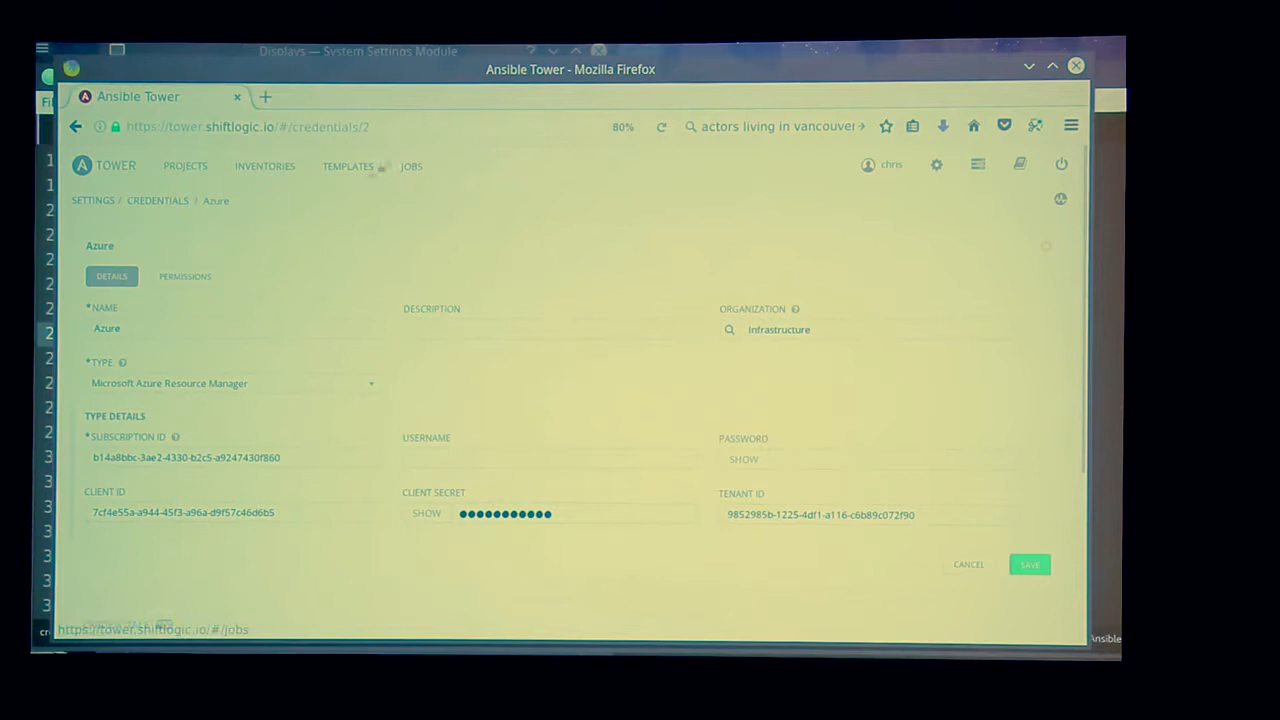 Displays — System Settings Module
Ansible Tower - Mozilla Firefox
Ansible Tower
https://tower.shiftlogic.io/#/credentials/2
80%
actors living in vancouver
TOWER PROJECTS INVENTORIES TEMPLATES JOBS
chris
SETTINGS / CREDENTIALS / Azure
Azure
DETAILS PERMISSIONS
*NAME DESCRIPTION ORGANIZATION
Azure Infrastructure
*TYPE
Microsoft Azure Resource Manager
TYPE DETAILS
*SUBSCRIPTION ID USERNAME PASSWORD
b14a8bbc-3ae2-4330-b2c5-a9247430f860 SHOW
CLIENT ID CLIENT SECRET TENANT ID
7cf4e55a-a944-45f3-a96a-d9f57c46d6b5 SHOW 9852985b-1225-4df1-a116-c6b89c072f90
CANCEL SAVE
https://tower.shiftlogic.io/#/jobs
Ansible